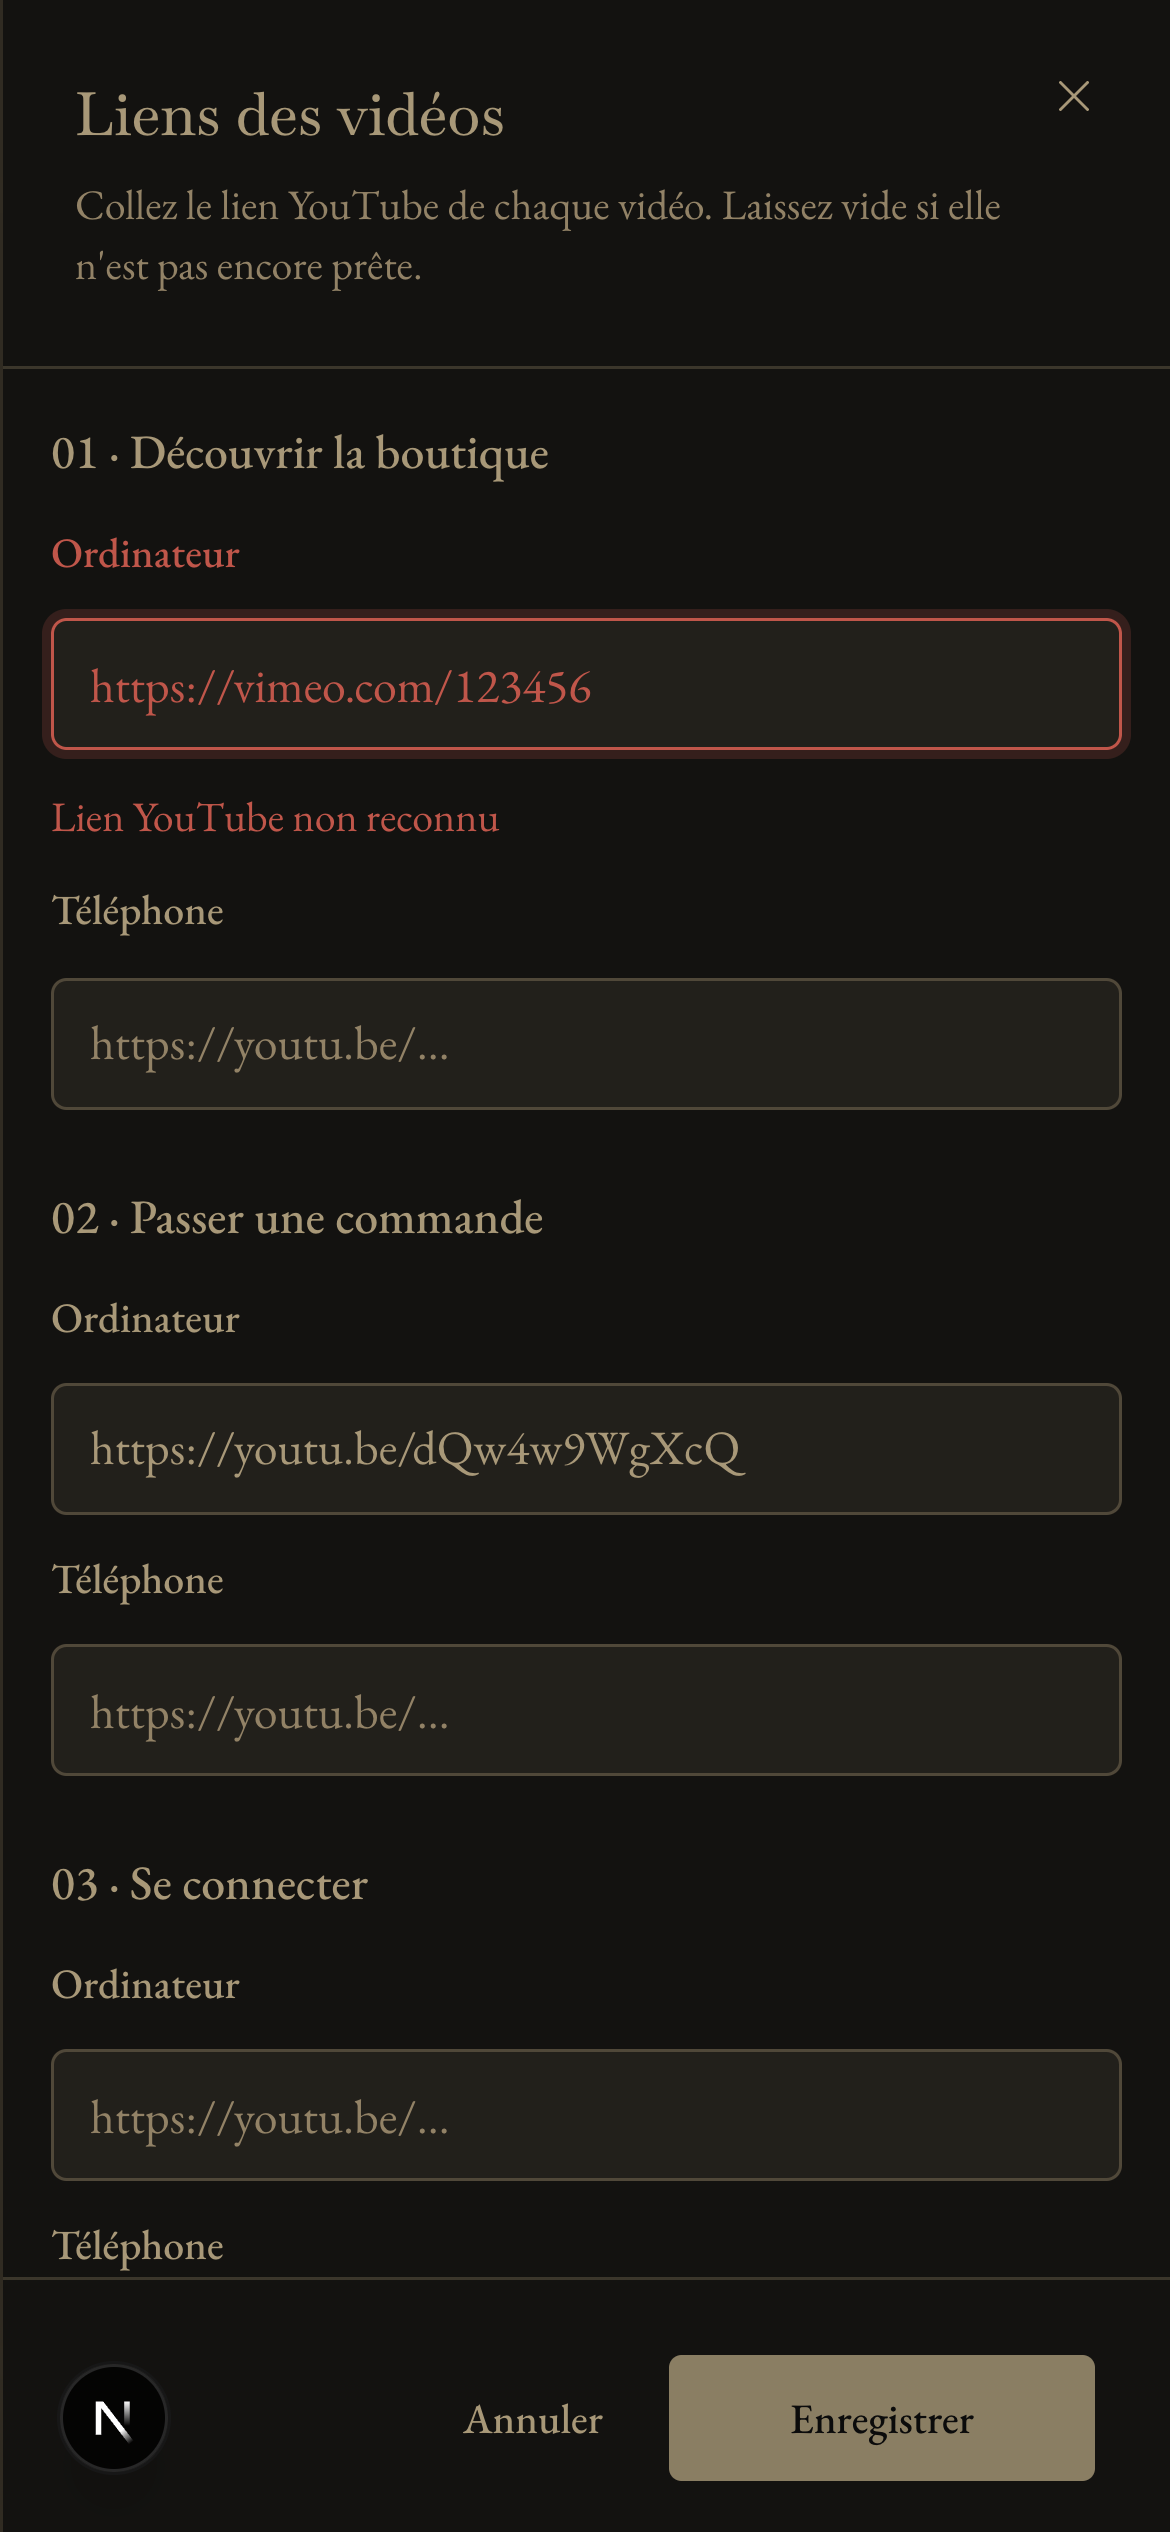 Liens des vidéos
Collez le lien YouTube de chaque vidéo. Laissez vide si elle
n'est pas encore prête.
01 · Découvrir la boutique
Ordinateur
https://vimeo.com/123456
Lien YouTube non reconnu
Téléphone
https://youtu.be/...
02 · Passer une commande
Ordinateur
https://youtu.be/dQw4w9WgXcQ
Téléphone
https://youtu.be/...
03 · Se connecter
Ordinateur
https://youtu.be/...
Téléphone
N
Annuler
Enregistrer